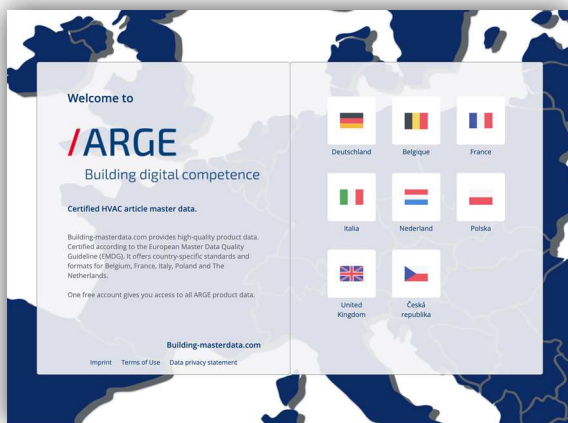 Welcome to
/ARGE
Building digital competence
Certified HVAC article master data.
Building-masterdata.com provides high-quality product data.
Certified according to the European Master Data Quality
Guideline (EMDG). It offers country-specific standards and
formats for Belgium, France, Italy, Poland and The
Netherlands.
One free account gives you access to all ARGE product data.
Building-masterdata.com
Imprint Terms of Use Data privacy statement
Deutschland Belgique France
Italia Nederland Polska
United
Kingdom
Česká
republika